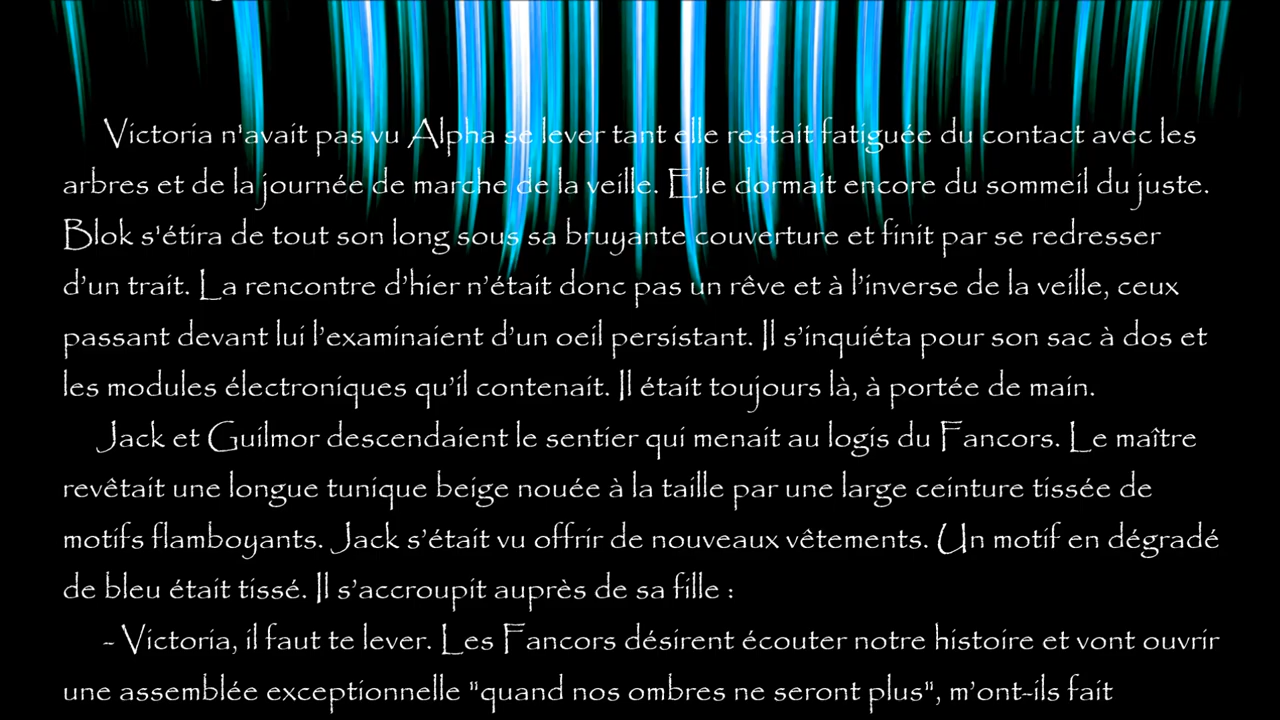 Victoria n'avait pas vu Alpha se lever tant elle restait fatiguée du contact avec les
arbres et de la journée de marche de la veille. Elle dormait encore du sommeil du juste.
Blok s'étira de tout son long sous sa bruyante couverture et finit par se redresser
d’un trait. La rencontre d’hier n’était donc pas un rêve et à l’inverse de la veille, ceux
passant devant lui l’examinaient d’un oeil persistant. Il s’inquiéta pour son sac à dos et
les modules électroniques qu’il contenait. Il était toujours là, à portée de main.
Jack et Guilmor descendaient le sentier qui menait au logis du Fancors. Le maître
revêtait une longue tunique beige nouée à la taille par une large ceinture tissée de
motifs flamboyants. Jack s’était vu offrir de nouveaux vêtements. Un motif en dégradé
de bleu était tissé. Il s’accroupit auprès de sa fille :
- Victoria, il faut te lever. Les Fancors désirent écouter notre histoire et vont ouvrir
une assemblée exceptionnelle "quand nos ombres ne seront plus", m’ont-ils fait